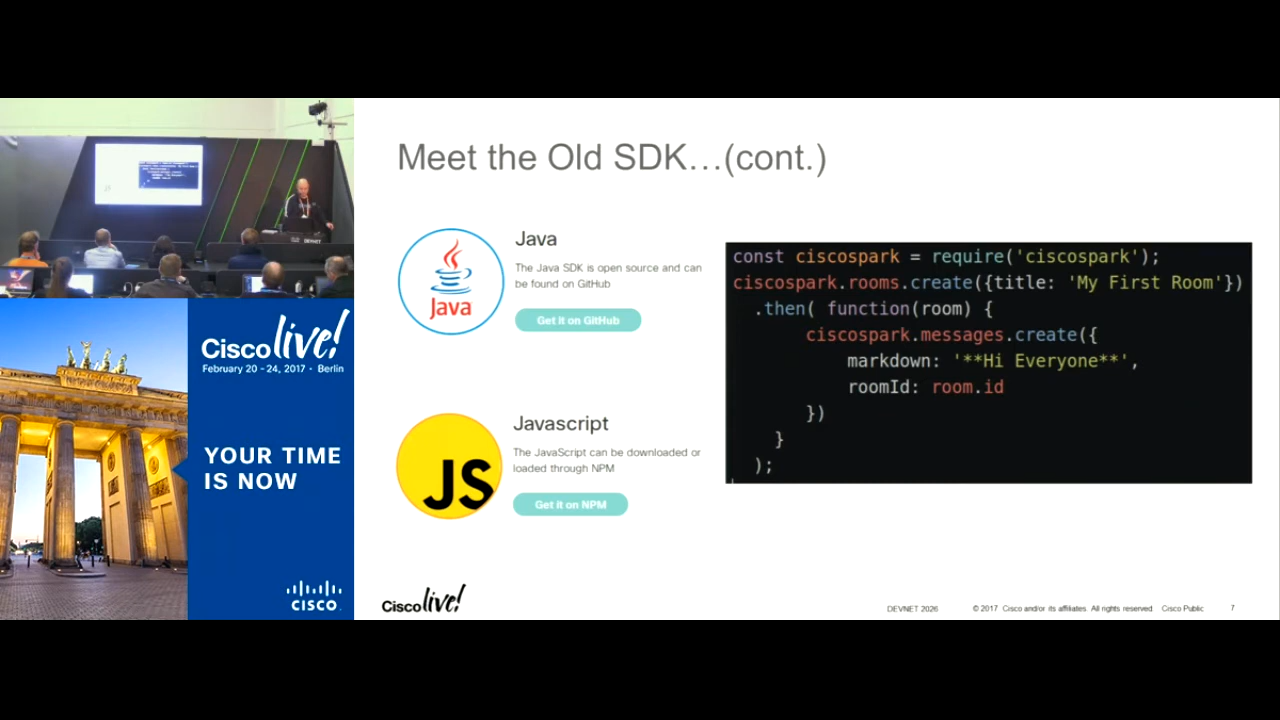 Meet the Old SDK…(cont.)
Java
The Java SDK is open source and can
be found on GitHub
Get it on GitHub
Java
Javascript
The JavaScript can be downloaded or
loaded through NPM
Get it on NPM
JS
const ciscospark = require('ciscospark');
ciscospark.rooms.create({title: 'My First Room'})
.then( function(room) {
ciscospark.messages.create({
markdown: '**Hi Everyone**',
roomId: room.id
})
}
);
Cisco live!
DEVNET 2026
© 2017 Cisco and/or its affiliates. All rights reserved. Cisco Public
7
DEVNET
Cisco live!
February 20 - 24, 2017 • Berlin
YOUR TIME
IS NOW
CISCO